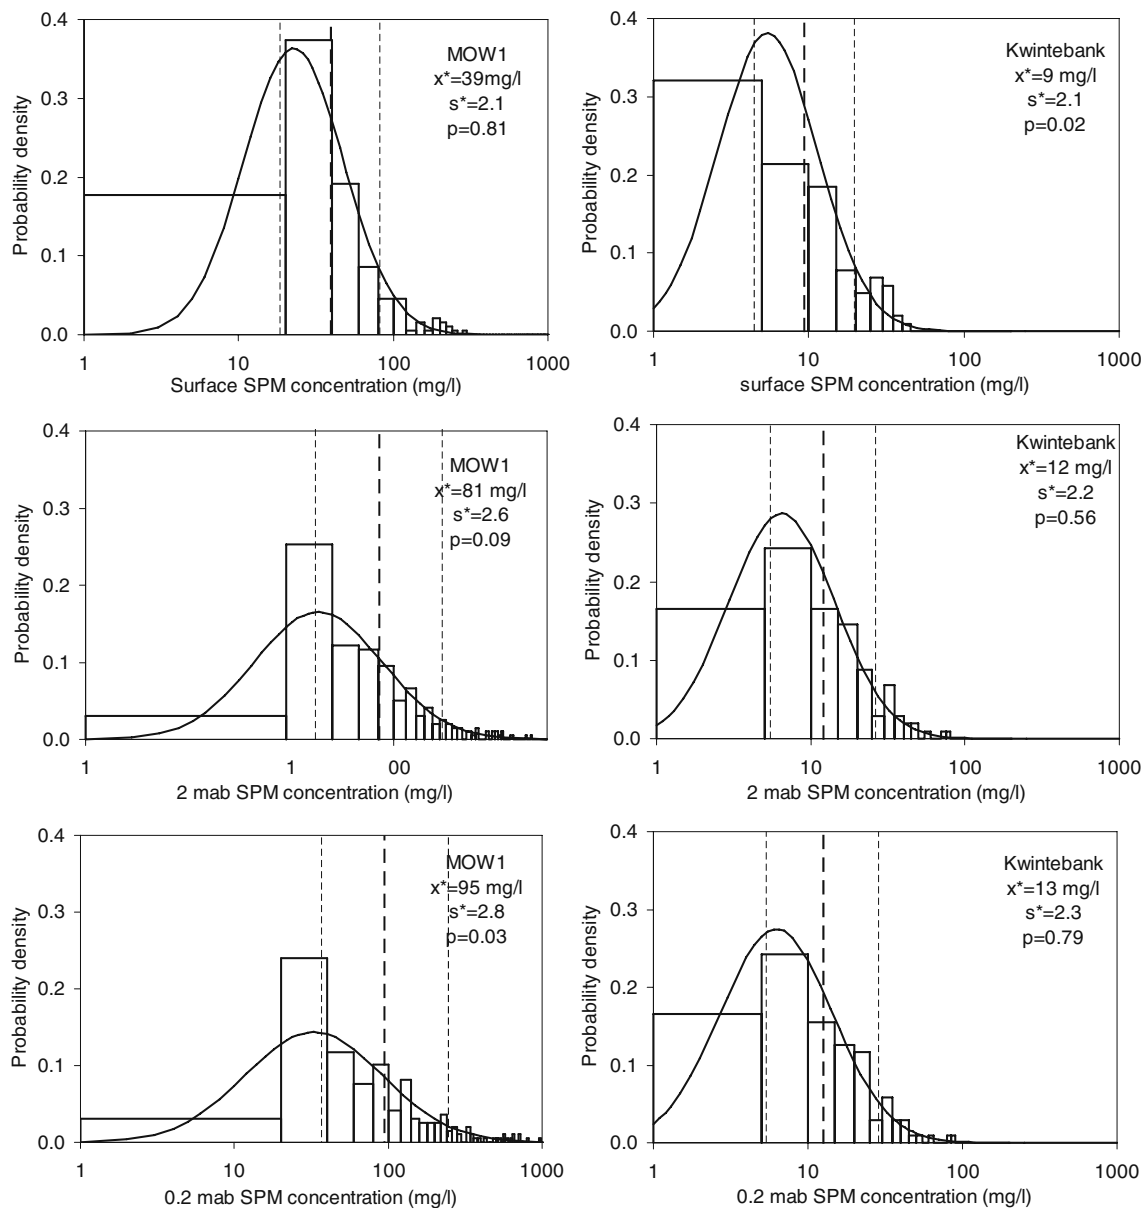 0.4
0.3
0.2
0.1
0.0
Probability density
MOW1
x*=39mg/l
s*=2.1
p=0.81
1 10 100 1000
Surface SPM concentration (mg/l)
0.4
0.3
0.2
0.1
0.0
Probability density
Kwintebank
x*=9 mg/l
s*=2.1
p=0.02
1 10 100 1000
surface SPM concentration (mg/l)
0.4
0.3
0.2
0.1
0.0
Probability density
MOW1
x*=81 mg/l
s*=2.6
p=0.09
1 1 00
2 mab SPM concentration (mg/l)
0.4
0.3
0.2
0.1
0.0
Probability density
Kwintebank
x*=12 mg/l
s*=2.2
p=0.56
1 10 100 1000
2 mab SPM concentration (mg/l)
0.4
0.3
0.2
0.1
0.0
Probability density
MOW1
x*=95 mg/l
s*=2.8
p=0.03
1 10 100 1000
0.2 mab SPM concentration (mg/l)
0.4
0.3
0.2
0.1
0.0
Probability density
Kwintebank
x*=13 mg/l
s*=2.3
p=0.79
1 10 100 1000
0.2 mab SPM concentration (mg/l)